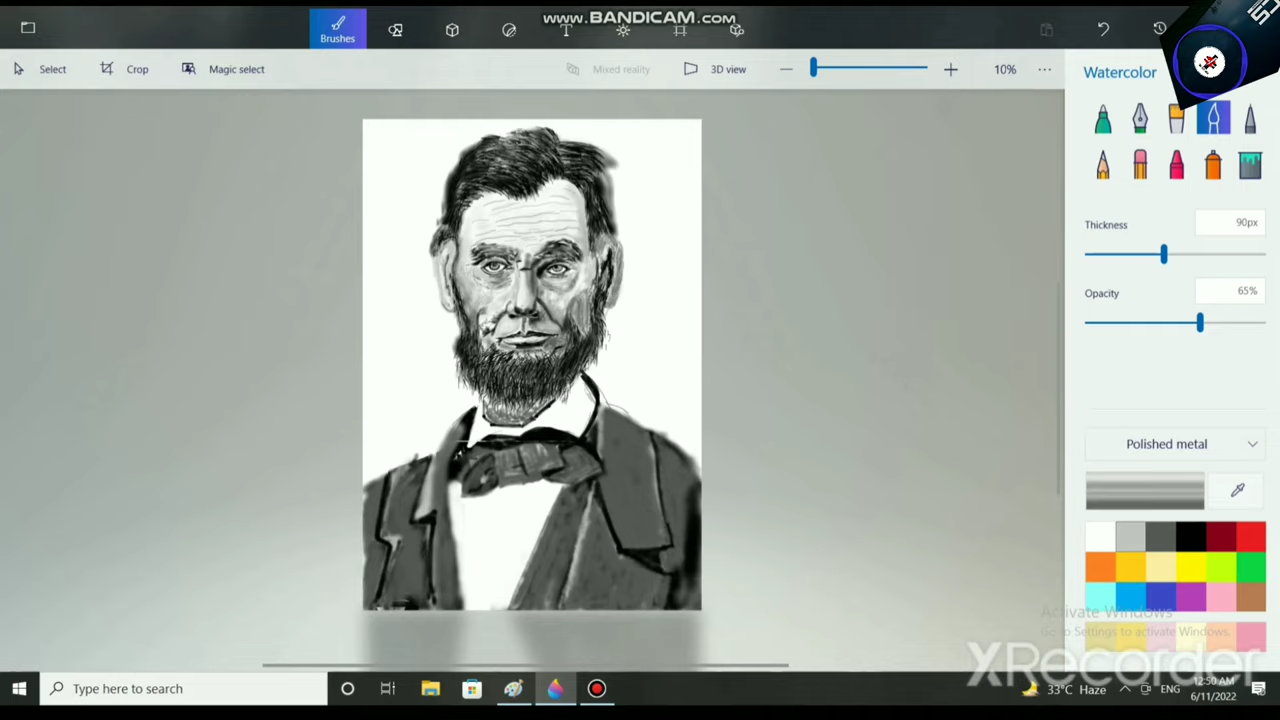 www.BANDICAM.com
Brushes
T
Select
Crop
Magic select
Mixed reality
3D view
10%
Watercolor
Thickness
90px
Opacity
65%
Polished metal
Activate Windows
Go to Settings to activate Windows.
XRecorder
Type here to search
33°C Haze
ENG
12:50 AM
6/11/2022